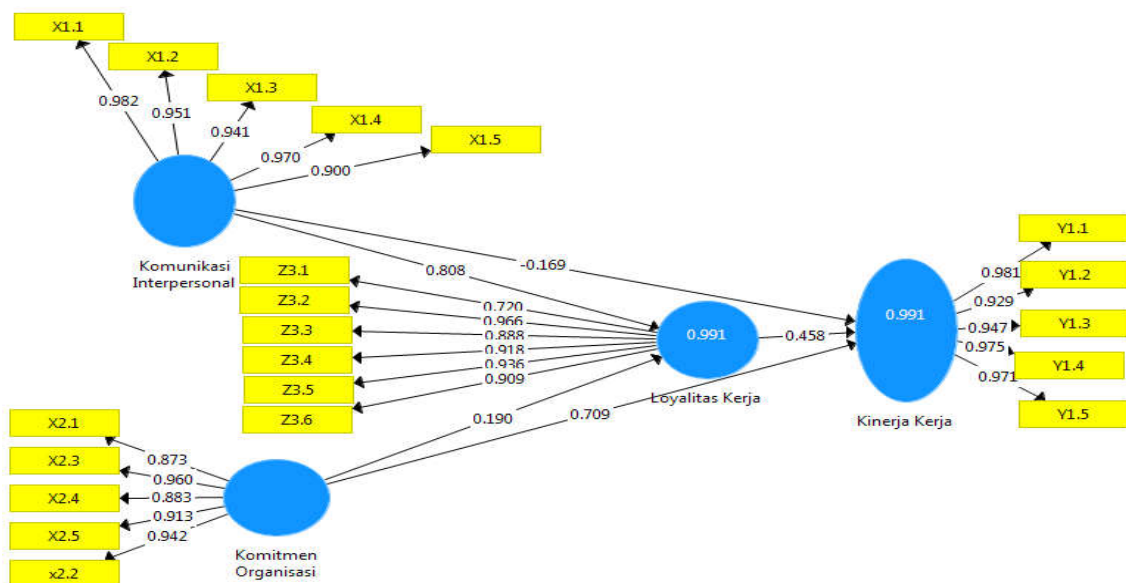 X1.1
X1.2
X1.3
X1.4
X1.5
0.982
0.951
0.941
0.970
0.900
Komunikasi
Interpersonal
-0.169
0.808
Z3.1
Z3.2
Z3.3
Z3.4
Z3.5
Z3.6
0.720
0.966
0.888
0.918
0.936
0.909
0.991
Loyalitas Kerja
0.458
0.190
0.709
0.991
Kinerja Kerja
Y1.1
Y1.2
Y1.3
Y1.4
Y1.5
0.981
0.929
0.947
0.975
0.971
X2.1
X2.3
X2.4
X2.5
x2.2
0.873
0.960
0.883
0.913
0.942
Komitmen
Organisasi